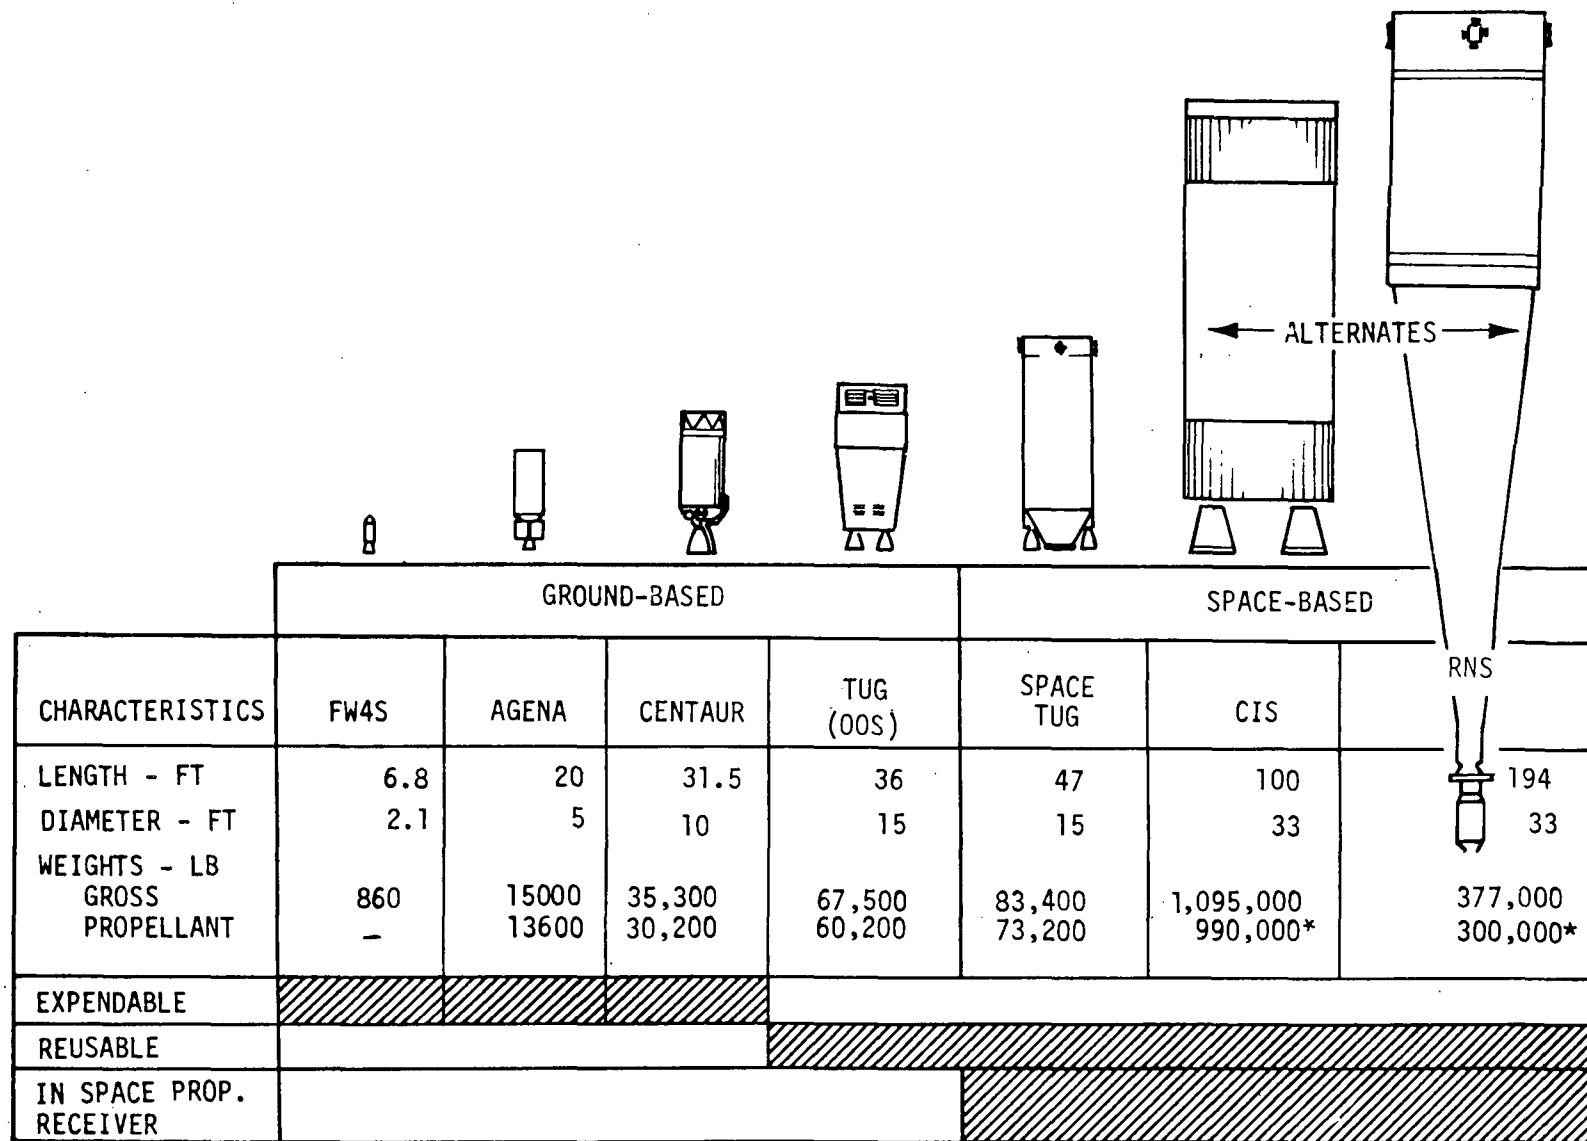 ALTERNATES
GROUND-BASED SPACE-BASED
CHARACTERISTICS FW4S AGENA CENTAUR TUG (OOS) SPACE TUG CIS RNS
LENGTH - FT 6.8 20 31.5 36 47 100 194
DIAMETER - FT 2.1 5 10 15 15 33 33
WEIGHTS - LB
GROSS 860 15000 35,300 67,500 83,400 1,095,000 377,000
PROPELLANT – 13600 30,200 60,200 73,200 990,000* 300,000*
EXPENDABLE
REUSABLE
IN SPACE PROP.
RECEIVER